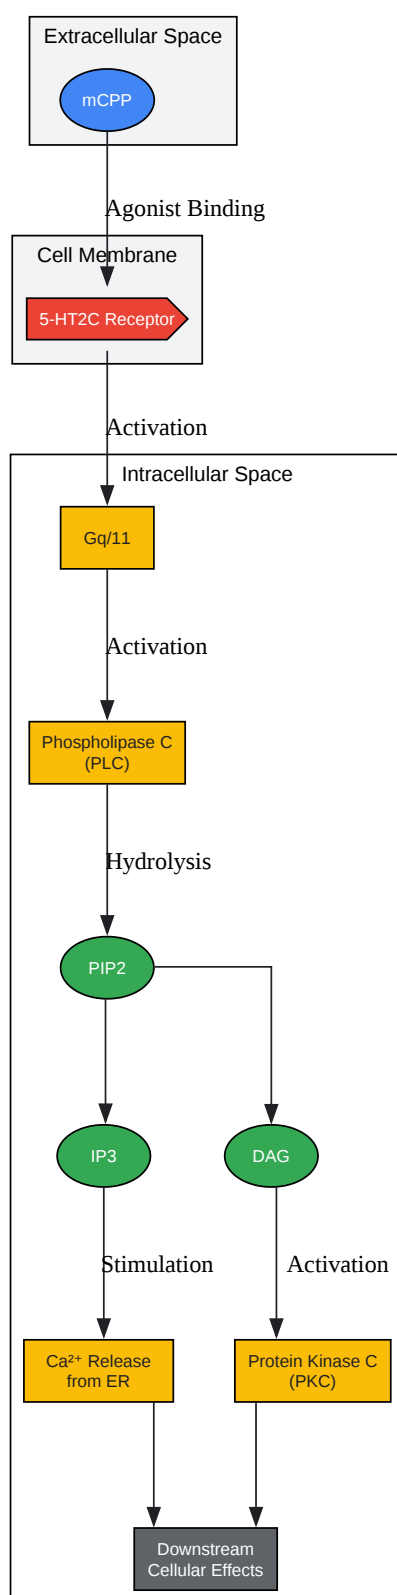 Extracellular Space
mCPP
Agonist Binding
Cell Membrane
5-HT2C Receptor
Activation
Intracellular Space
Gq/11
Activation
Phospholipase C
(PLC)
Hydrolysis
PIP2
IP3
DAG
Stimulation
Activation
Ca²⁺ Release
from ER
Protein Kinase C
(PKC)
Downstream
Cellular Effects